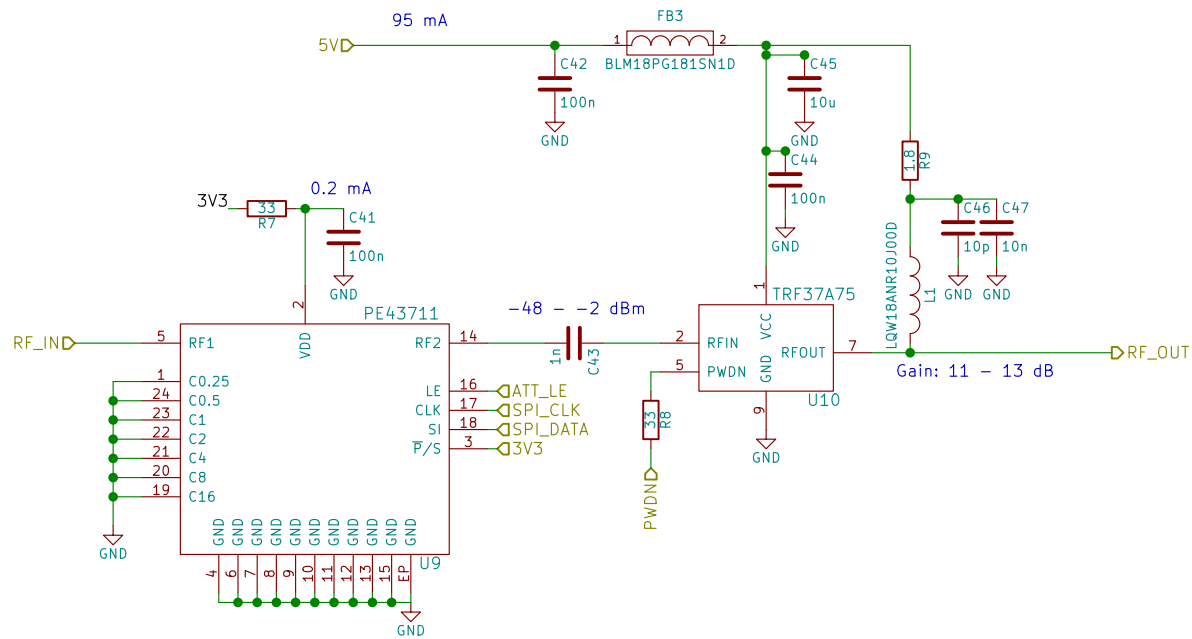 95 mA
FB3
5V
1
2
BLM18PG181SN1D
C42
100n
GND
C45
10u
GND
C44
100n
GND
1.8
R9
3V3
33
R7
0.2 mA
C41
100n
GND
C46
10p
GND
C47
10n
GND
LQW18ANR10J00D
L1
2
VDD
PE43711
-48 - -2 dBm
1
TRF37A75
RF_IN
5
RF1
RF2
14
1n
C43
2
RFIN
VCC
RFOUT
7
RF_OUT
Gain: 11 - 13 dB
5
PWDN
GND
9
U10
GND
33
R8
PWDN
1
C0.25
24
C0.5
23
C1
22
C2
21
C4
20
C8
19
C16
GND
LE
16
ATT_LE
CLK
17
SPI_CLK
SI
18
SPI_DATA
P̅/S
3
3V3
GND
GND
GND
GND
GND
GND
GND
GND
GND
GND
GND
U9
4
6
7
8
9
10
11
12
13
15
EP
GND